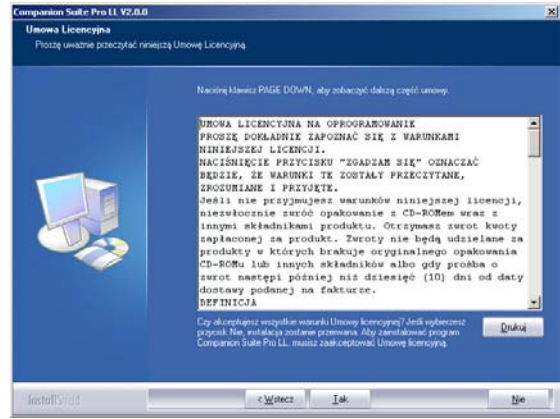 Companion Suite Pro LL V2.0.0
Umowa Licencyjna
Proszę uważnie przeczytać niniejszą Umowę Licencyjną.
Naciśnij klawisz PAGE DOWN, aby zobaczyć dalszą część umowy.
UMOWA LICENCYJNA NA OPROGRAMOWANIE
PROSZĘ DOKŁADNIE ZAPOZNAĆ SIĘ Z WARUNKAMI
NINIEJSZEJ LICENCJI.
NACIŚNIĘCIE PRZYCISKU "ZGADZAM SIĘ" OZNACZAĆ
BĘDZIE, ŻE WARUNKI TE ZOSTAŁY PRZECZYTANE,
ZROZUMIANE I PRZYJĘTE.
Jeśli nie przyjmujesz warunków niniejszej licencji,
niezwłocznie zwróć opakowanie z CD-ROMem wraz z
innymi składnikami produktu. Otrzymasz zwrot kwoty
zapłaconej za produkt. Zwroty nie będą udzielane za
produkty w których brakuje oryginalnego opakowania
CD-ROMu lub innych składników albo gdy prośba o
zwrot nastąpi później niż dziesięć (10) dni od daty
dostawy podanej na fakturze.
DEFINICJA
Czy akceptujesz wszystkie warunki Umowy licencyjnej? Jeśli wybierzesz
przycisk Nie, instalacja zostanie przerwana. Aby zainstalować program
Companion Suite Pro LL, musisz zaakceptować Umowę licencyjną.
Drukuj
InstallShield
< Wstecz
Tak
Nie